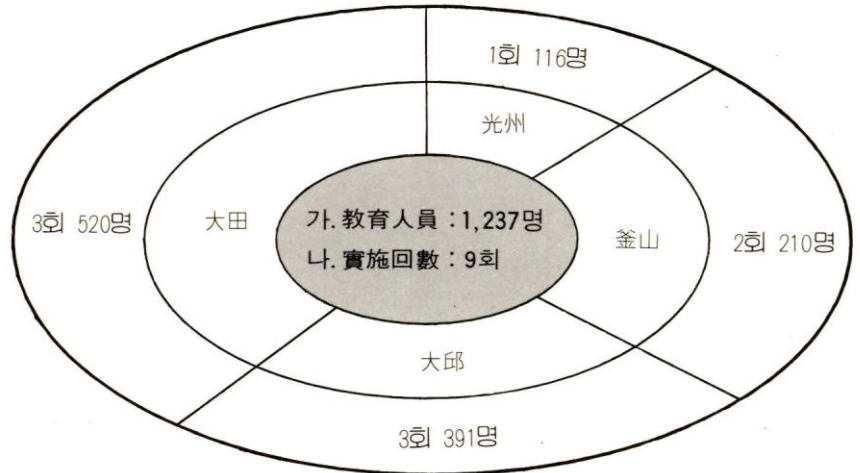 1회 116명
光州
3회 520명
大田
가. 教育人員 : 1,237명
나. 實施回數 : 9회
釜山
2회 210명
大邱
3회 391명